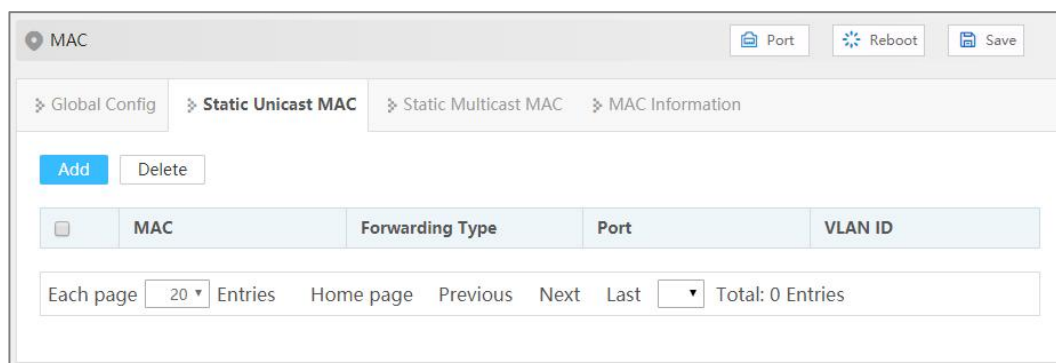 MAC Port Reboot Save
Global Config Static Unicast MAC Static Multicast MAC MAC Information
Add Delete
MAC Forwarding Type Port VLAN ID
Each page 20 Entries Home page Previous Next Last Total: 0 Entries